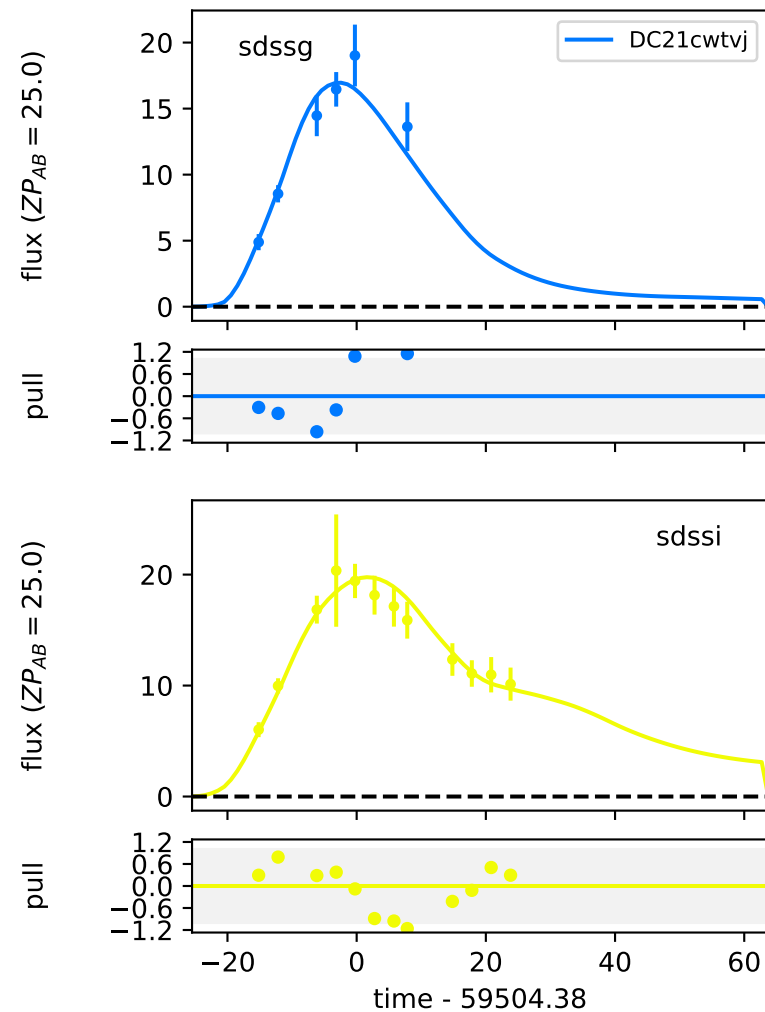 sdssg
DC21cwtvj
flux (ZP_AB = 25.0)
20
15
10
5
0
pull
1.2
0.6
0.0
−0.6
−1.2
sdssi
flux (ZP_AB = 25.0)
20
10
0
pull
1.2
0.6
0.0
−0.6
−1.2
−20 0 20 40 60
time - 59504.38